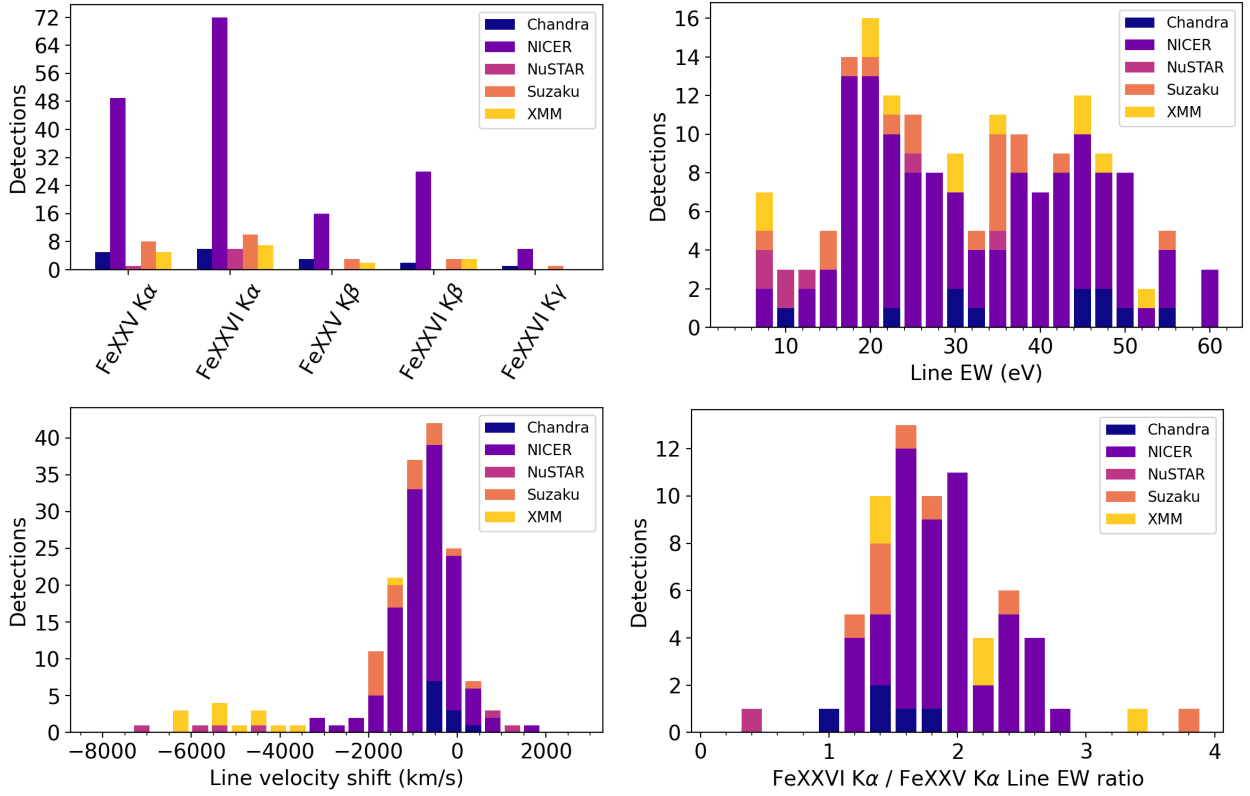 72
64
56
48
40
32
24
16
8
0
Detections
Chandra
NICER
NuSTAR
Suzaku
XMM
FeXXV Kα
FeXXVI Kα
FeXXV Kβ
FeXXVI Kβ
FeXXVI Kγ
16
14
12
10
8
6
4
2
0
Detections
Chandra
NICER
NuSTAR
Suzaku
XMM
10 20 30 40 50 60
Line EW (eV)
40
35
30
25
20
15
10
5
0
Detections
Chandra
NICER
NuSTAR
Suzaku
XMM
−8000 −6000 −4000 −2000 0 2000
Line velocity shift (km/s)
12
10
8
6
4
2
0
Detections
Chandra
NICER
NuSTAR
Suzaku
XMM
0 1 2 3 4
FeXXVI Kα / FeXXV Kα Line EW ratio